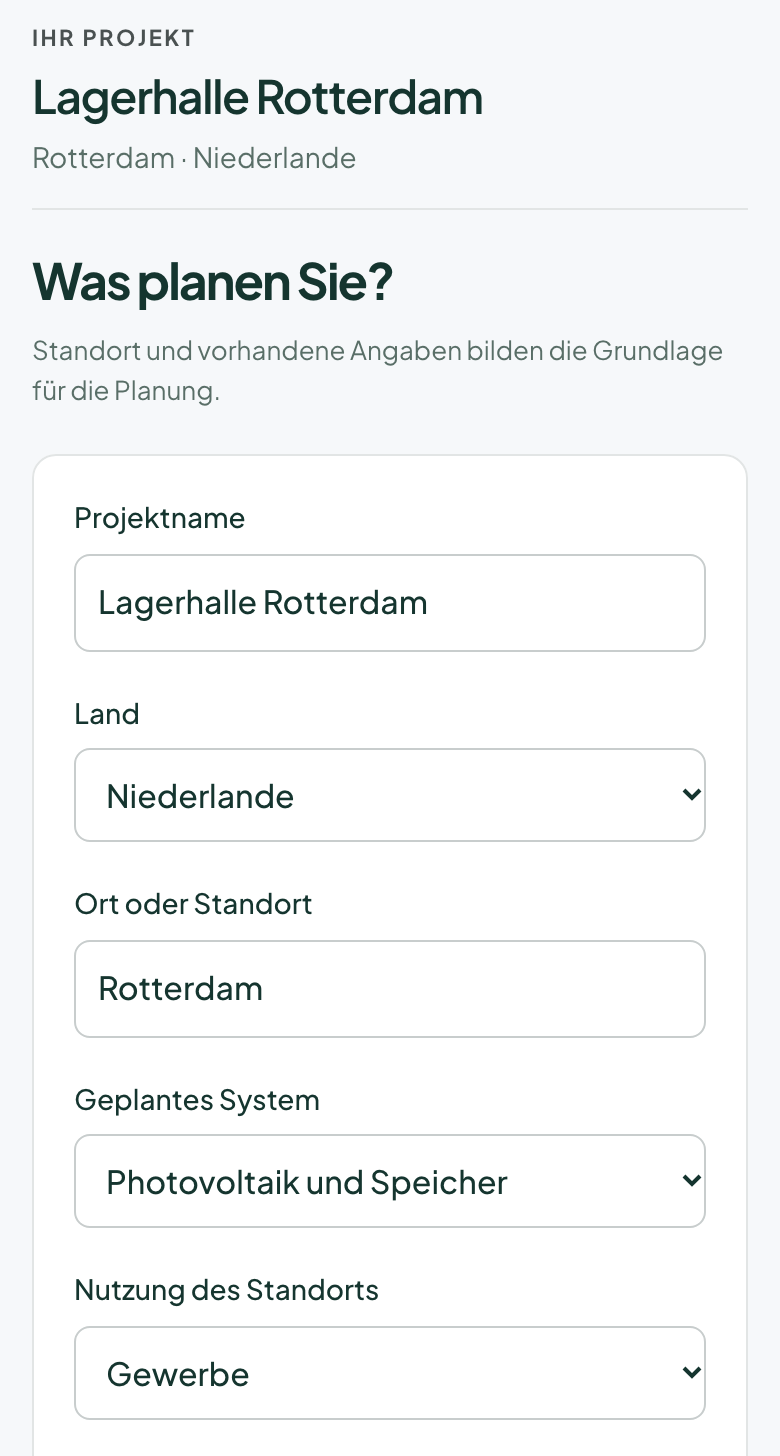 IHR PROJEKT
Lagerhalle Rotterdam
Rotterdam · Niederlande
Was planen Sie?
Standort und vorhandene Angaben bilden die Grundlage
für die Planung.
Projektname
Lagerhalle Rotterdam
Land
Niederlande
Ort oder Standort
Rotterdam
Geplantes System
Photovoltaik und Speicher
Nutzung des Standorts
Gewerbe